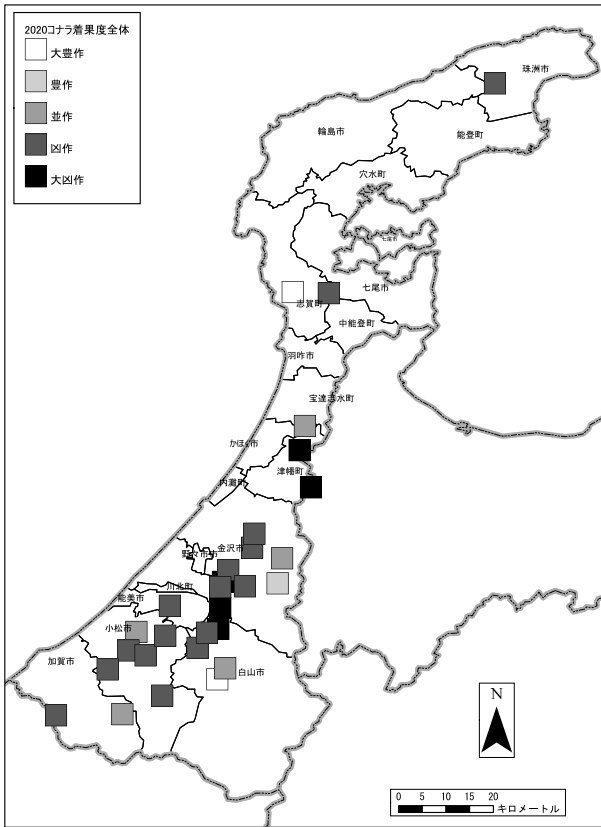 2020コナラ着果度全体
大豊作
豊作
並作
凶作
大凶作
珠洲市
輪島市
能登町
穴水町
七尾市
七尾市
志賀町
中能登町
羽咋市
宝達志水町
かほく市
津幡町
内灘町
金沢市
野々市市
川北町
能美市
小松市
加賀市
白山市
N
0 5 10 15 20
キロメートル